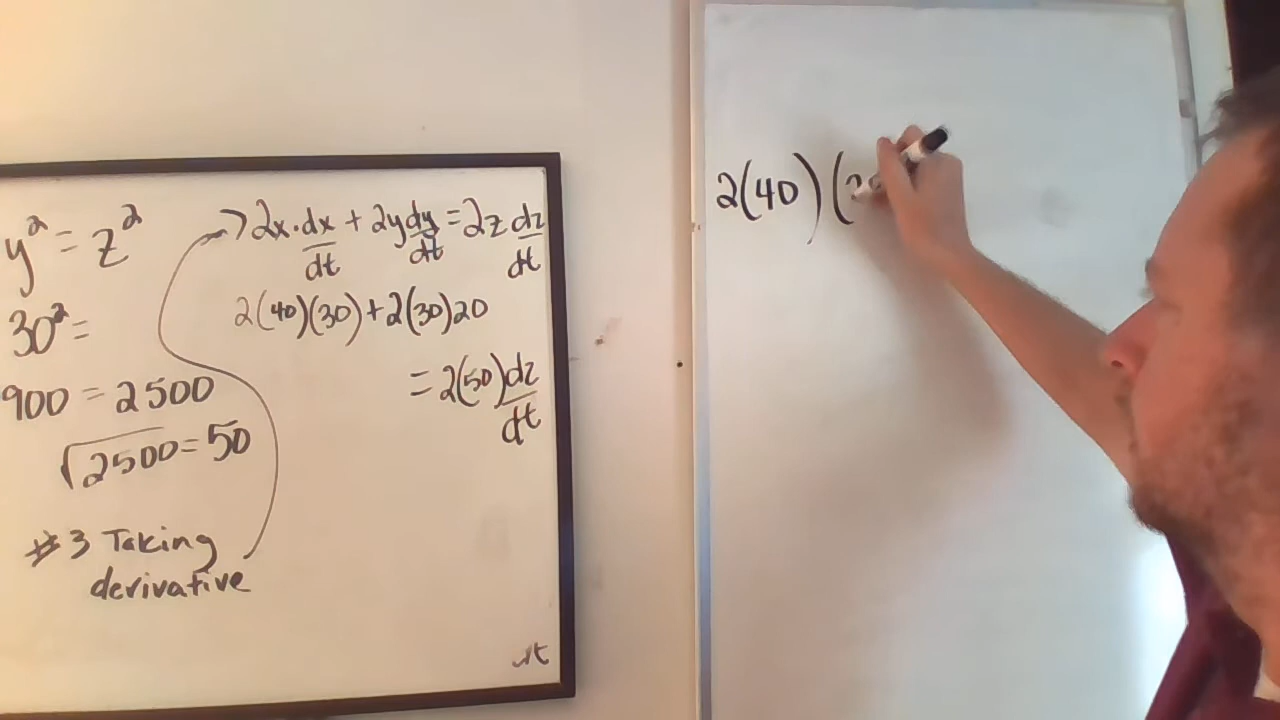 y² = z²
30² =
900 = 2500
√2500 = 50
#3 Taking
derivative
2x·dx/dt + 2y dy/dt = 2z dz/dt
2(40)(30)+2(30)20
= 2(50)dz/dt
dt
2(40)(